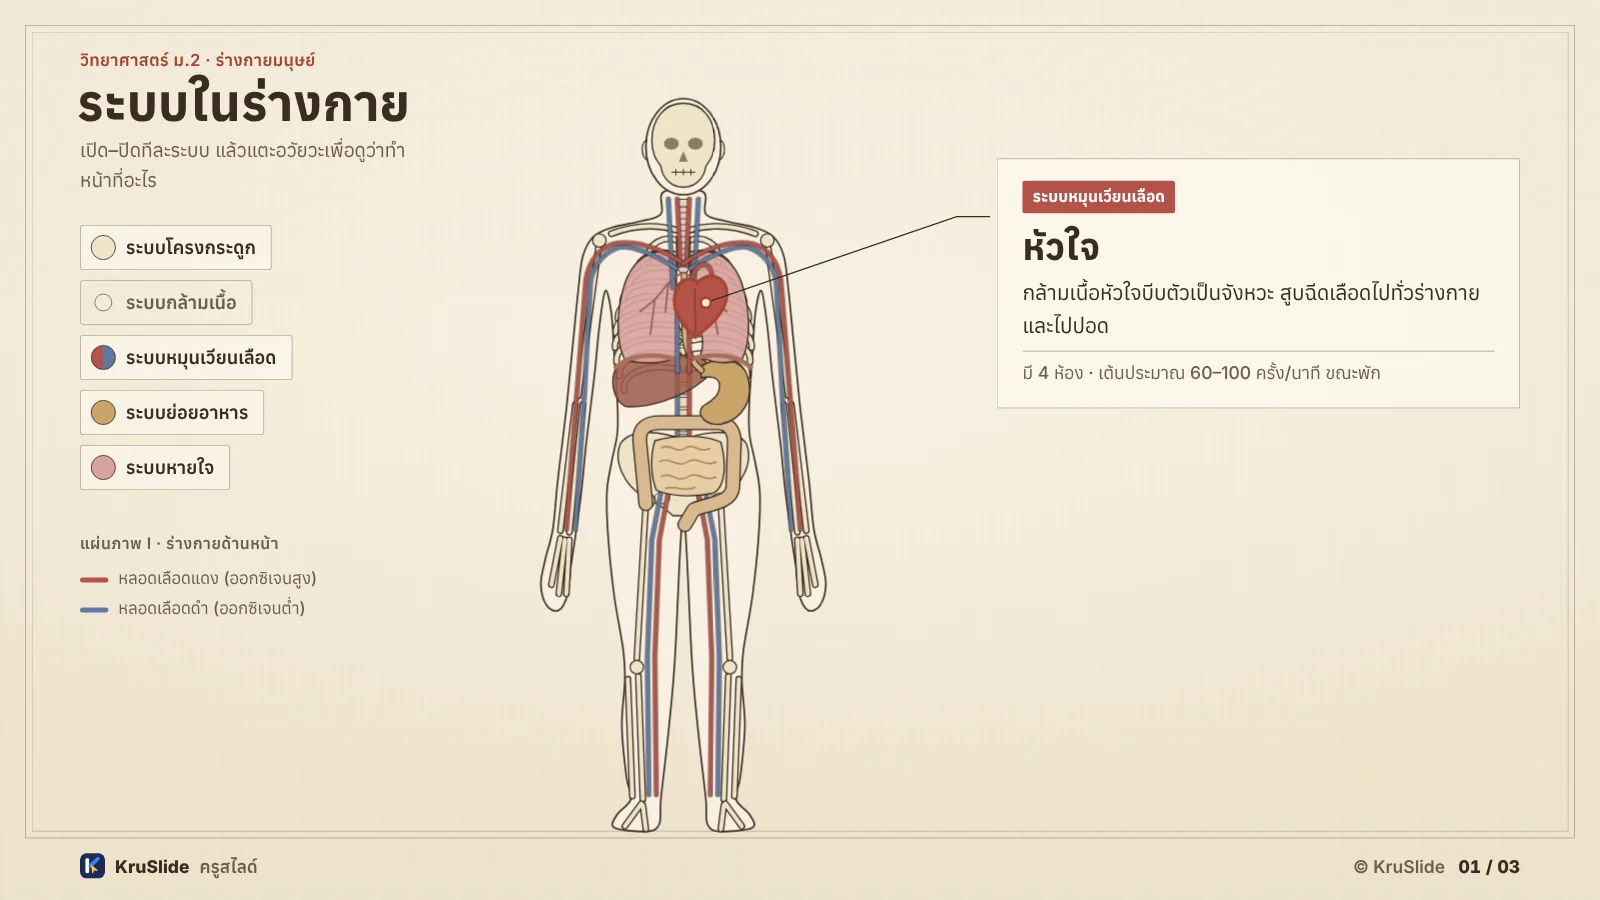 วิทยาศาสตร์ ม.2 · ร่างกายมนุษย์
ระบบในร่างกาย
เปิด–ปิดทีละระบบ แล้วแตะอวัยวะเพื่อดูว่าทำ
หน้าที่อะไร
ระบบโครงกระดูก
ระบบกล้ามเนื้อ
ระบบหมุนเวียนเลือด
ระบบย่อยอาหาร
ระบบหายใจ
แผ่นภาพ I · ร่างกายด้านหน้า
หลอดเลือดแดง (ออกซิเจนสูง)
หลอดเลือดดำ (ออกซิเจนต่ำ)
ระบบหมุนเวียนเลือด
หัวใจ
กล้ามเนื้อหัวใจบีบตัวเป็นจังหวะ สูบฉีดเลือดไปทั่วร่างกาย
และไปปอด
มี 4 ห้อง · เต้นประมาณ 60–100 ครั้ง/นาที ขณะพัก
KruSlide ครูสไลด์
© KruSlide 01 / 03